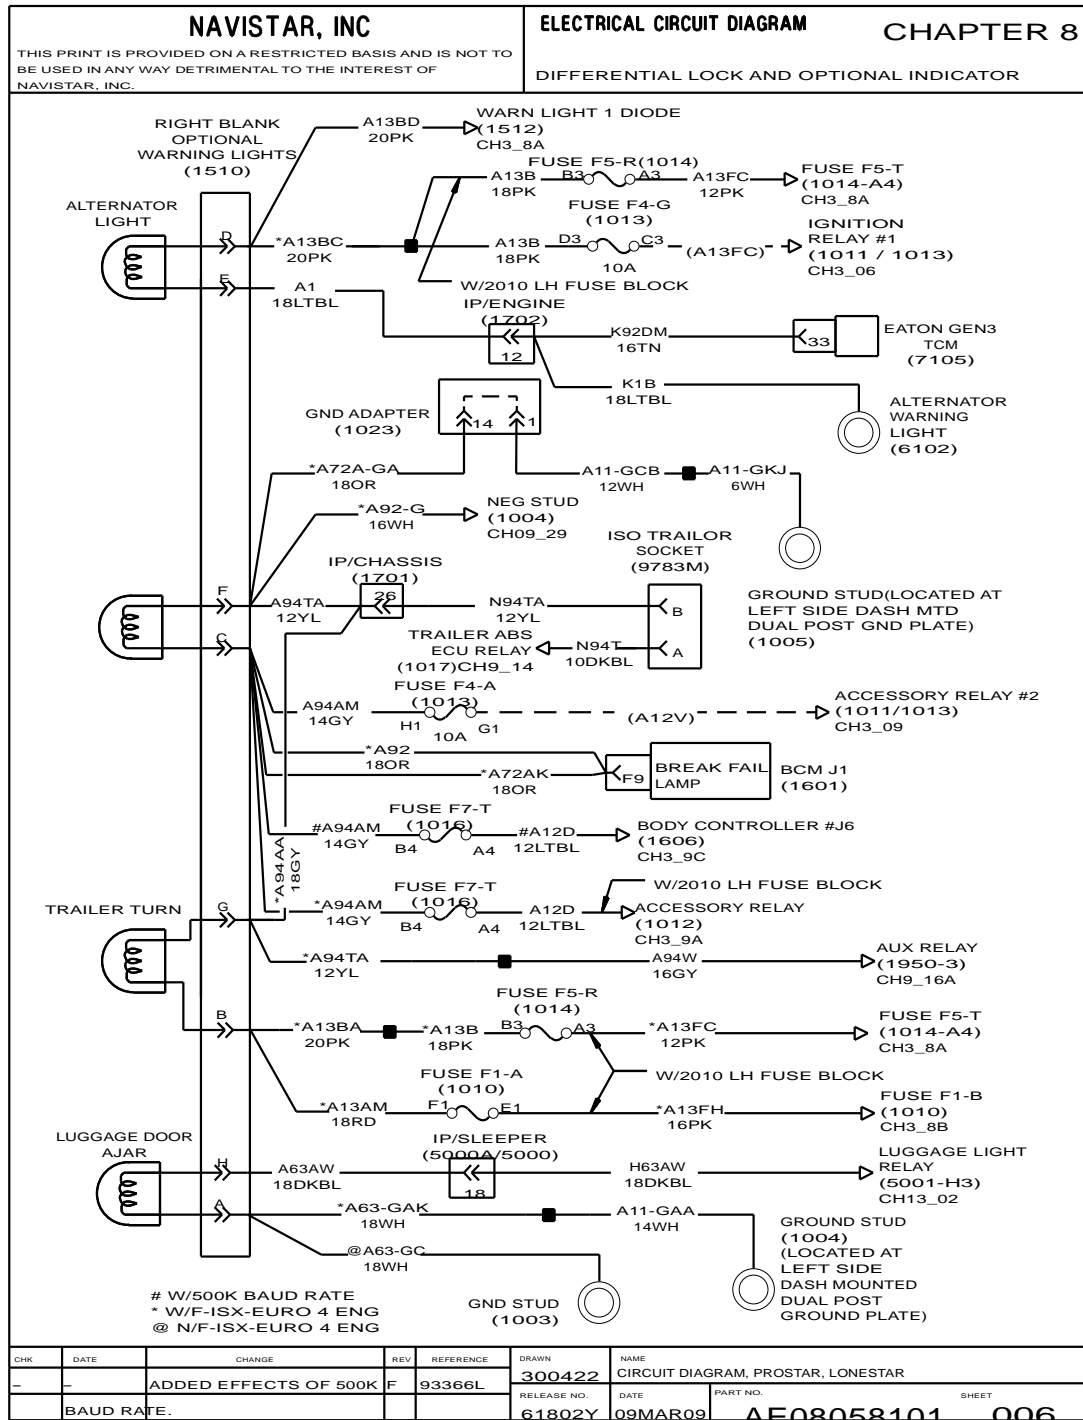 NAVISTAR, INC
THIS PRINT IS PROVIDED ON A RESTRICTED BASIS AND IS NOT TO
BE USED IN ANY WAY DETRIMENTAL TO THE INTEREST OF
NAVISTAR, INC.
ELECTRICAL CIRCUIT DIAGRAM
CHAPTER 8
DIFFERENTIAL LOCK AND OPTIONAL INDICATOR
RIGHT BLANK
OPTIONAL
WARNING LIGHTS
(1510)
A13BD
20PK
WARN LIGHT 1 DIODE
(1512)
CH3_8A
FUSE F5-R(1014)
A13B
18PK
B3
A3
A13FC
12PK
FUSE F5-T
(1014-A4)
CH3_8A
ALTERNATOR
LIGHT
D
*A13BC
20PK
FUSE F4-G
(1013)
A13B
18PK
D3
C3
10A
(A13FC)
IGNITION
RELAY #1
(1011 / 1013)
CH3_06
E
A1
18LTBL
W/2010 LH FUSE BLOCK
IP/ENGINE
(1702)
12
K92DM
16TN
33
EATON GEN3
TCM
(7105)
K1B
18LTBL
ALTERNATOR
WARNING
LIGHT
(6102)
GND ADAPTER
(1023)
14
1
*A72A-GA
18OR
A11-GCB
12WH
A11-GKJ
6WH
*A92-G
16WH
NEG STUD
(1004)
CH09_29
ISO TRAILOR
SOCKET
(9783M)
GROUND STUD(LOCATED AT
LEFT SIDE DASH MTD
DUAL POST GND PLATE)
(1005)
IP/CHASSIS
(1701)
26
F
A94TA
12YL
N94TA
12YL
B
C
TRAILER ABS
ECU RELAY
(1017)CH9_14
N94T
10DKBL
A
FUSE F4-A
(1013)
A94AM
14GY
H1
10A
G1
(A12V)
ACCESSORY RELAY #2
(1011/1013)
CH3_09
*A92
18OR
*A72AK
18OR
F9
BREAK FAIL
LAMP
BCM J1
(1601)
FUSE F7-T
(1016)
#A94AM
14GY
B4
A4
#A12D
12LTBL
BODY CONTROLLER #J6
(1606)
CH3_9C
*A94AA
18GY
FUSE F7-T
(1016)
W/2010 LH FUSE BLOCK
TRAILER TURN
G
*A94AM
14GY
B4
A4
A12D
12LTBL
ACCESSORY RELAY
(1012)
CH3_9A
*A94TA
12YL
A94W
16GY
AUX RELAY
(1950-3)
CH9_16A
FUSE F5-R
(1014)
B
*A13BA
20PK
*A13B
18PK
B3
A3
*A13FC
12PK
FUSE F5-T
(1014-A4)
CH3_8A
FUSE F1-A
(1010)
W/2010 LH FUSE BLOCK
*A13AM
18RD
F1
E1
*A13FH
16PK
FUSE F1-B
(1010)
CH3_8B
LUGGAGE DOOR
AJAR
IP/SLEEPER
(5000A/5000)
H
A63AW
18DKBL
18
H63AW
18DKBL
LUGGAGE LIGHT
RELAY
(5001-H3)
CH13_02
A
*A63-GAK
18WH
A11-GAA
14WH
GROUND STUD
(1004)
(LOCATED AT
LEFT SIDE
DASH MOUNTED
DUAL POST
GROUND PLATE)
@A63-GC
18WH
GND STUD
(1003)
# W/500K BAUD RATE
* W/F-ISX-EURO 4 ENG
@ N/F-ISX-EURO 4 ENG
CHK
DATE
CHANGE
REV
REFERENCE
DRAWN
300422
NAME
CIRCUIT DIAGRAM, PROSTAR, LONESTAR
–
–
ADDED EFFECTS OF 500K
F
93366L
BAUD RATE.
RELEASE NO.
61802Y
DATE
09MAR09
PART NO.
AE08058101
SHEET
006